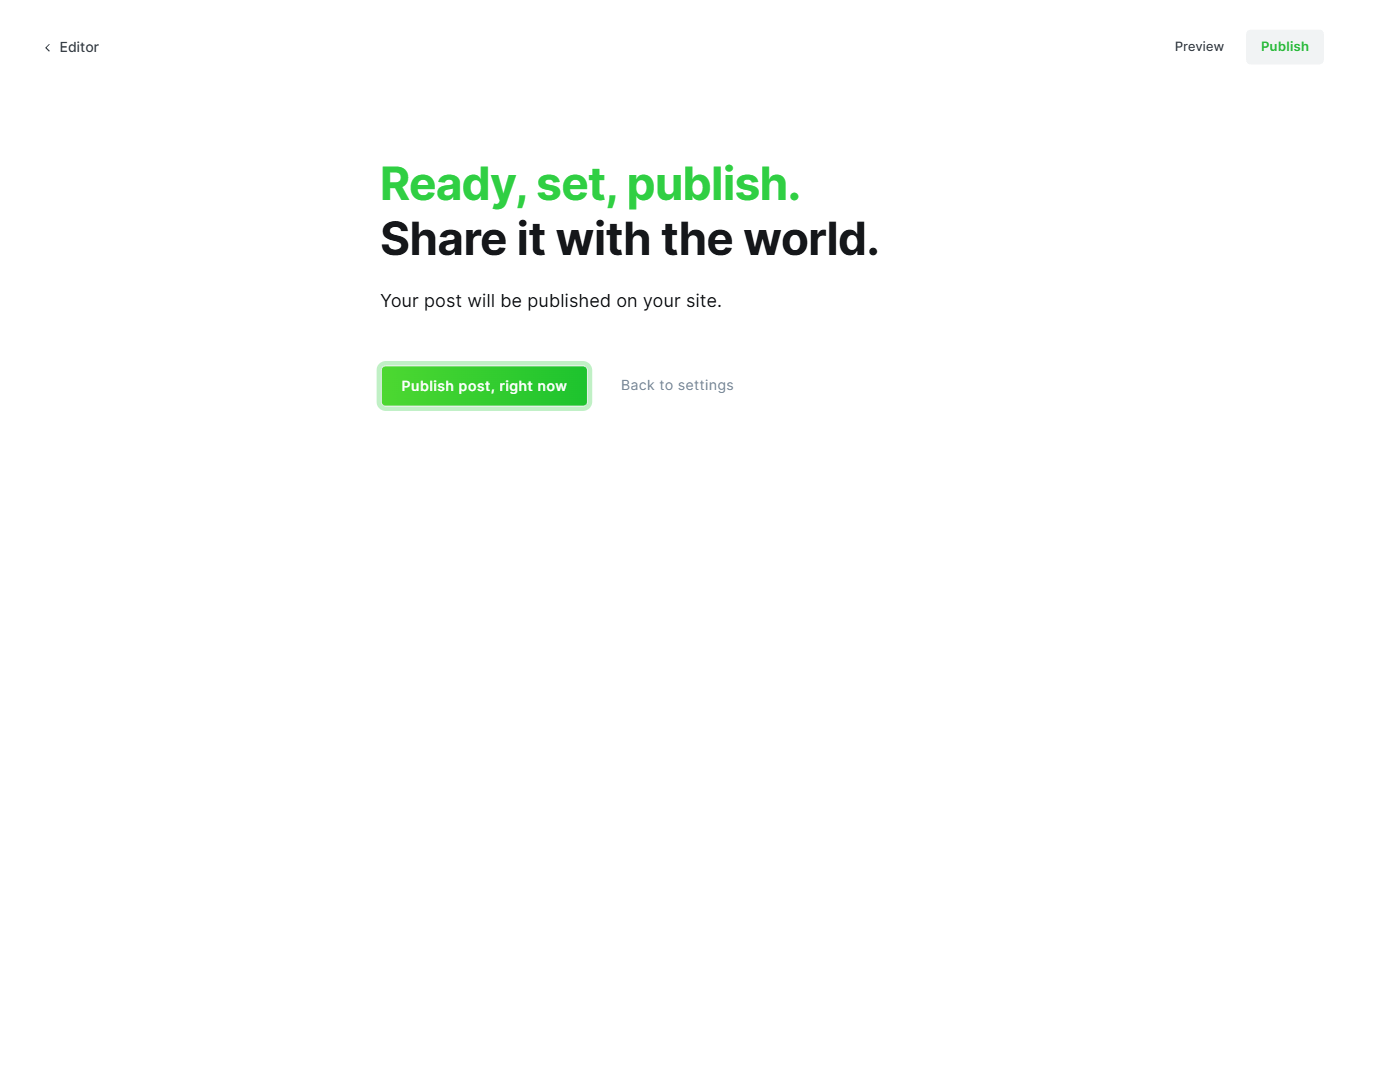 Editor
Preview
Publish
Ready, set, publish.
Share it with the world.
Your post will be published on your site.
Publish post, right now
Back to settings